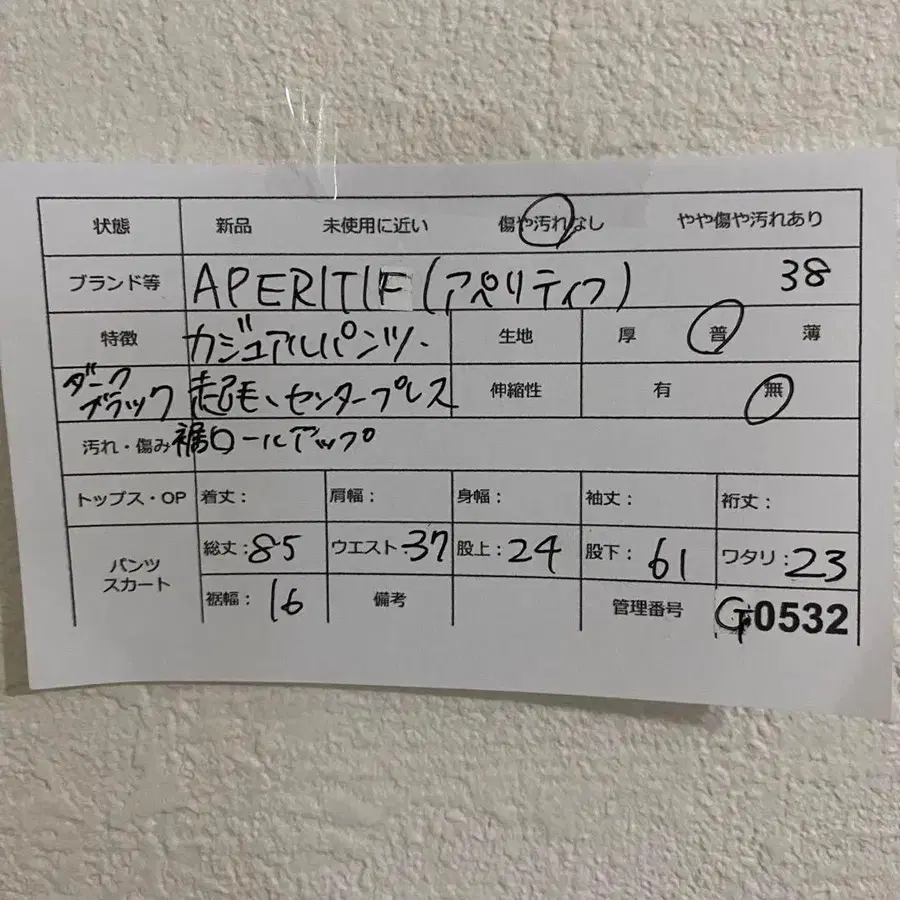 状態 新品 未使用に近い 傷や汚れなし やや傷や汚れあり
ブランド等 APERITIF (アペリティフ) 38
特徴 カジュアルパンツ、 生地 厚 普 薄
ダークブラック 起毛、センタープレス 伸縮性 有 無
汚れ・傷み 裾ロールアップ
トップス・OP 着丈: 肩幅: 身幅: 袖丈: 裄丈:
パンツ スカート 総丈:85 ウエスト:37 股上:24 股下:61 ワタリ:23
裾幅:16 備考 管理番号 G0532